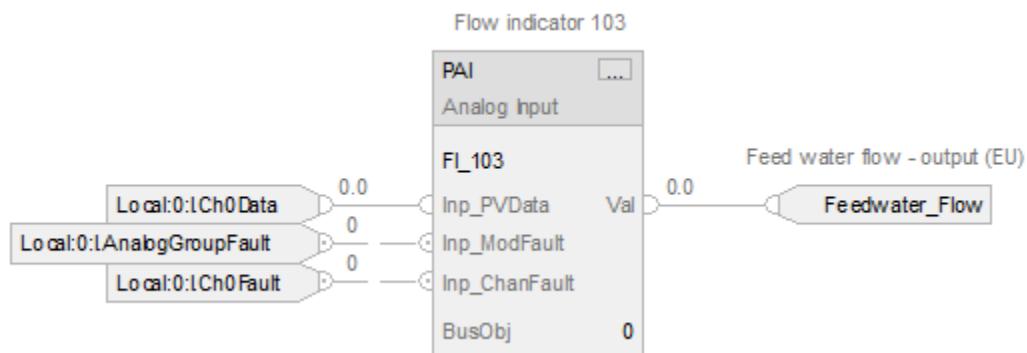 Flow indicator 103
PAI ...
Analog Input
FI_103
Feed water flow - output (EU)
Local:0:I.Ch0Data 0.0 Inp_PVData Val 0.0 Feedwater_Flow
Local:0:I.AnalogGroupFault 0 Inp_ModFault
Local:0:I.Ch0Fault 0 Inp_ChanFault
BusObj 0